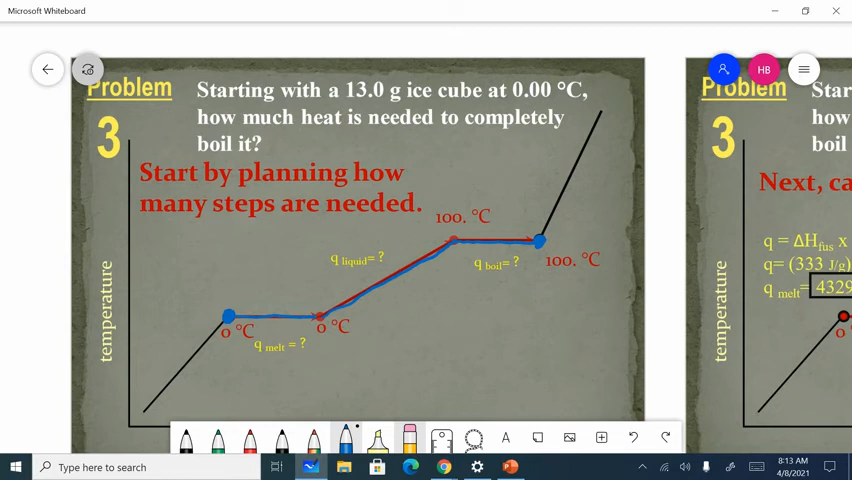 Microsoft Whiteboard
HB
Problem
3
Starting with a 13.0 g ice cube at 0.00 °C,
how much heat is needed to completely
boil it?
Start by planning how
many steps are needed.
100. °C
q liquid= ?
q boil= ?
100. °C
0 °C
0 °C
q melt = ?
temperature
Problem
3
Star
how
boil
Next, ca
q = ΔHfus x
q= (333 J/g)
q melt= 4329
0
temperature
A
Type here to search
8:13 AM
4/8/2021